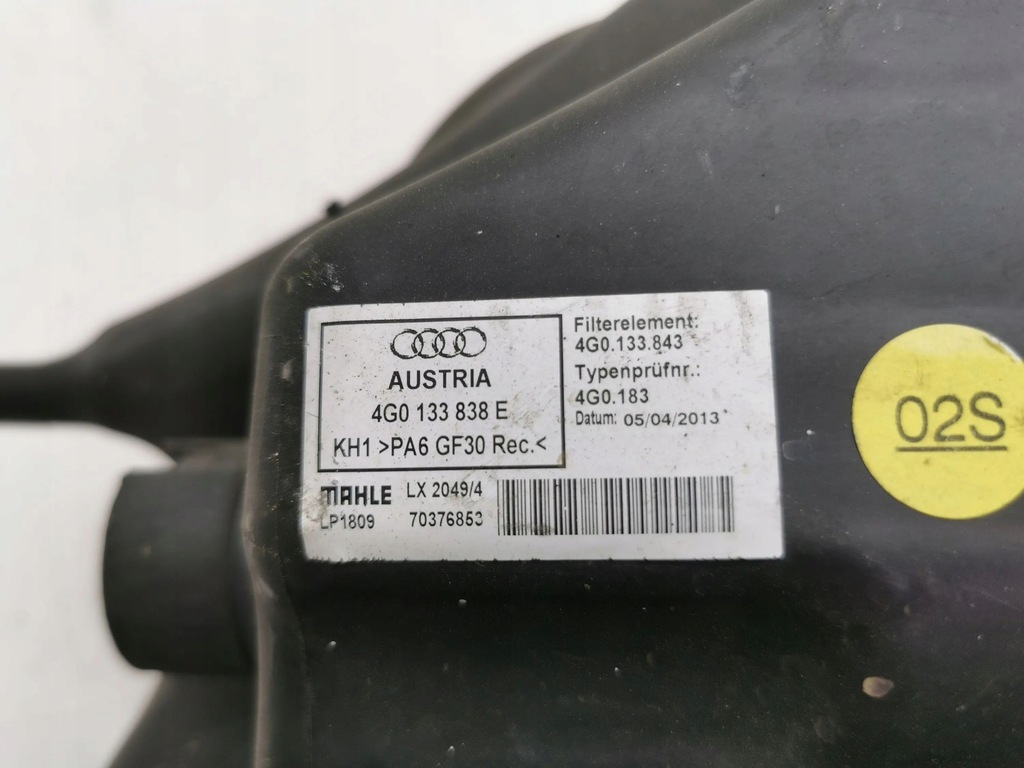 AUSTRIA
4G0 133 838 E
KH1 >PA6 GF30 Rec.<
Filterelement:
4G0.133.843
Typenprüfnr.:
4G0.183
Datum: 05/04/2013
MAHLE LX 2049/4
LP1809 70376853
02S